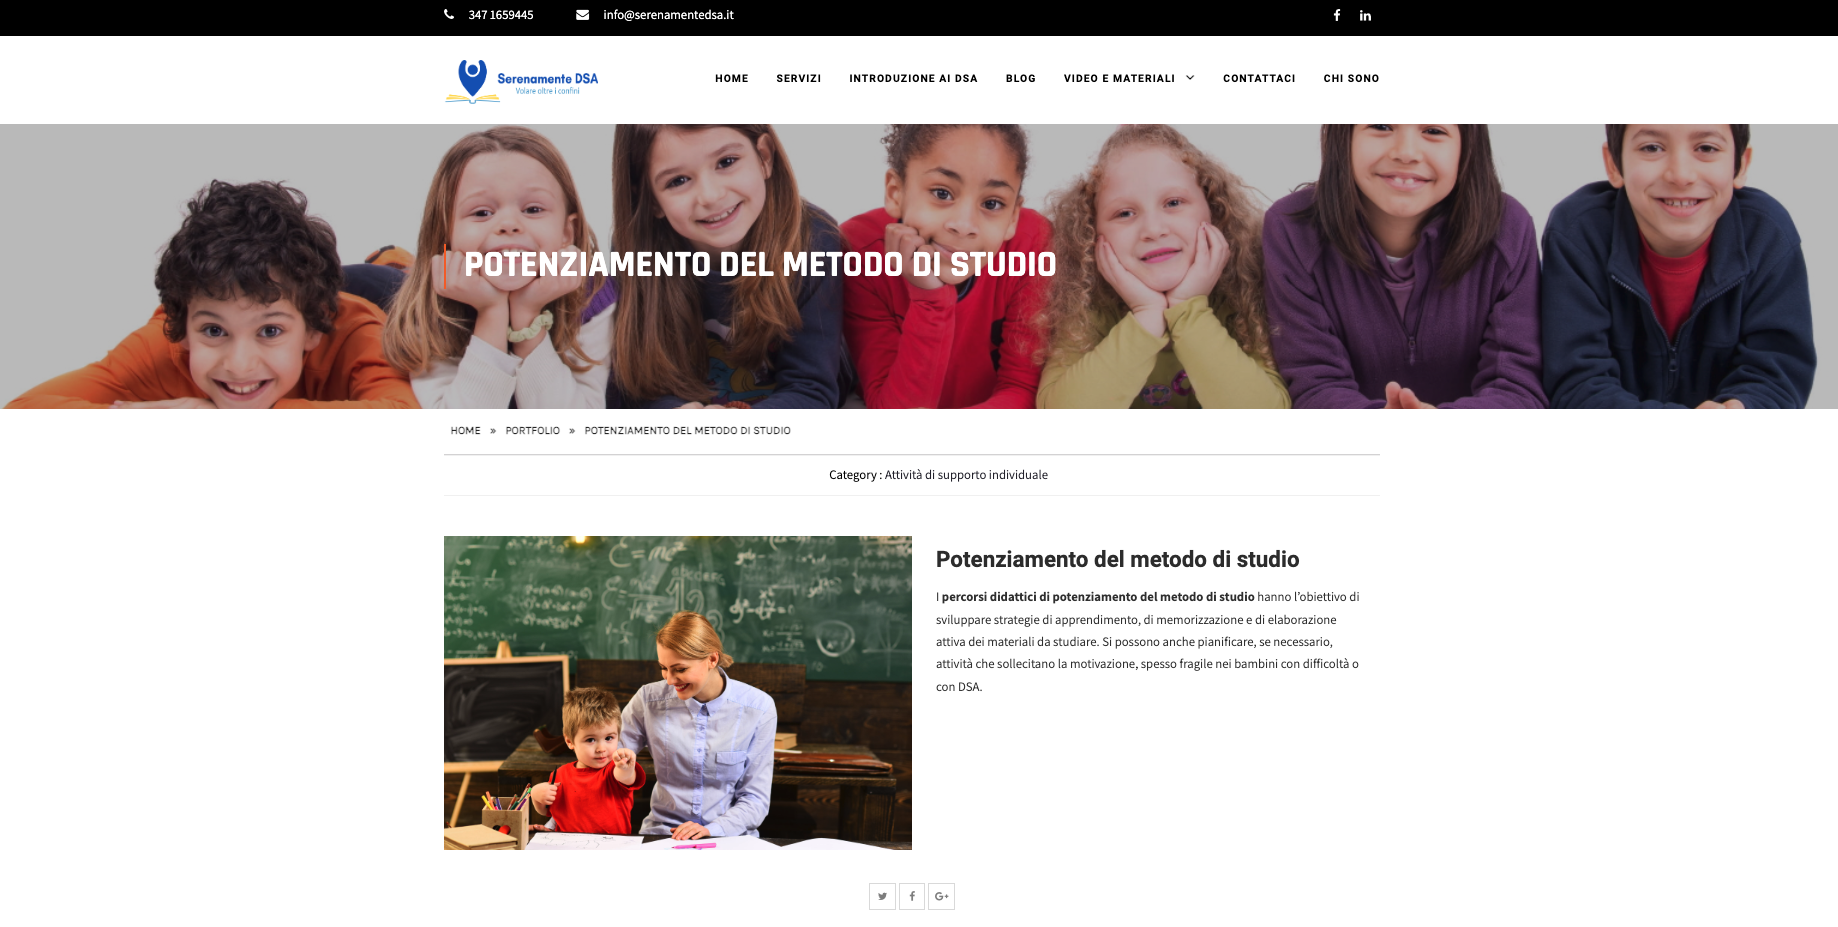 347 1659445 info@serenamentedsa.it
Serenamente DSA
Volare oltre i confini
HOME SERVIZI INTRODUZIONE AI DSA BLOG VIDEO E MATERIALI CONTATTACI CHI SONO
POTENZIAMENTO DEL METODO DI STUDIO
HOME » PORTFOLIO » POTENZIAMENTO DEL METODO DI STUDIO
Category : Attività di supporto individuale
Potenziamento del metodo di studio
I percorsi didattici di potenziamento del metodo di studio hanno l'obiettivo di
sviluppare strategie di apprendimento, di memorizzazione e di elaborazione
attiva dei materiali da studiare. Si possono anche pianificare, se necessario,
attività che sollecitano la motivazione, spesso fragile nei bambini con difficoltà o
con DSA.